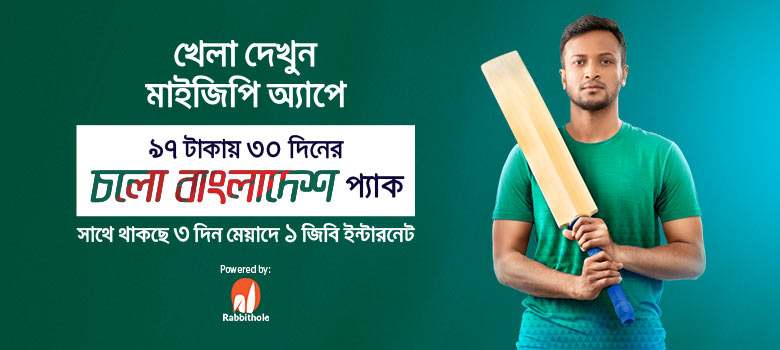 খেলা দেখুন
মাইজিপি অ্যাপে
৯৭ টাকায় ৩০ দিনের
চলো বাংলাদেশ প্যাক
সাথে থাকছে ৩ দিন মেয়াদে ১ জিবি ইন্টারনেট
Powered by:
Rabbithole